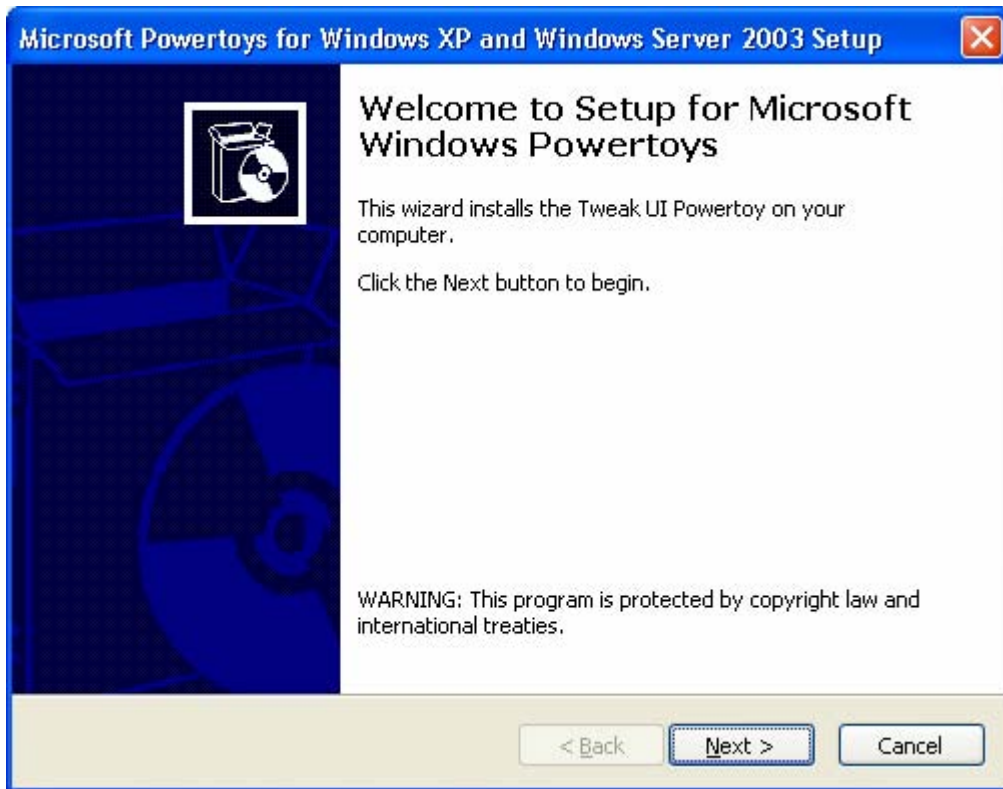 Microsoft Powertoys for Windows XP and Windows Server 2003 Setup
Welcome to Setup for Microsoft
Windows Powertoys
This wizard installs the Tweak UI Powertoy on your
computer.
Click the Next button to begin.
WARNING: This program is protected by copyright law and
international treaties.
< Back Next > Cancel